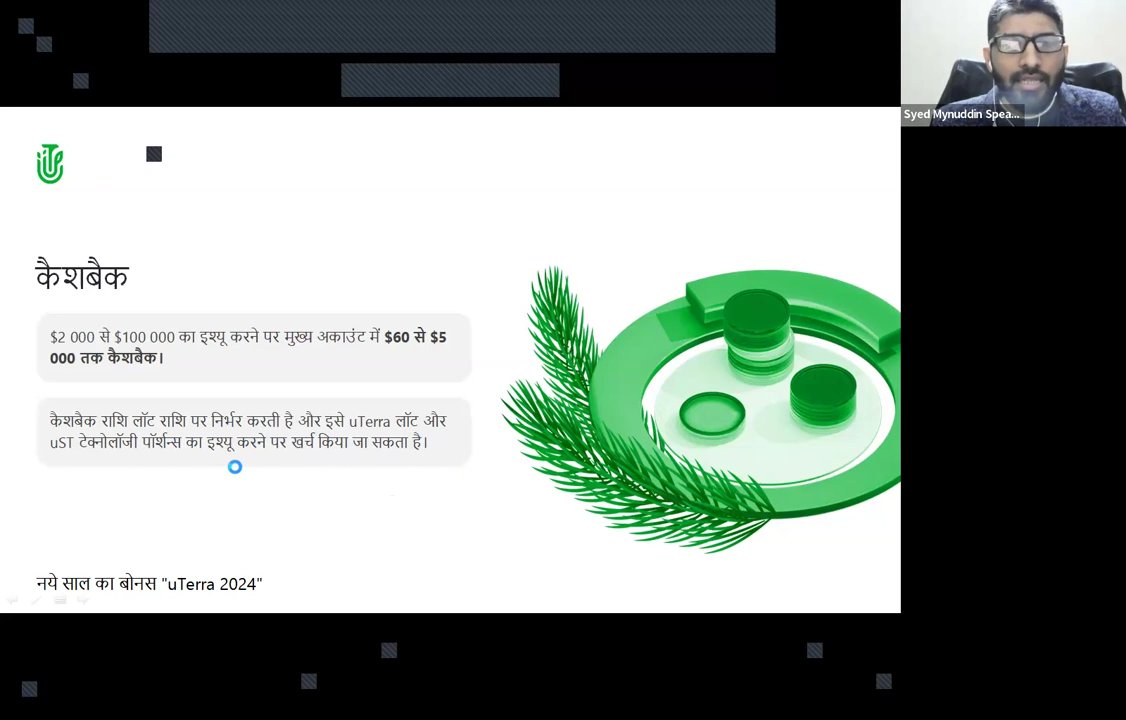 Syed Mynuddin Spea...
कैशबैक
$2 000 से $100 000 का इश्यू करने पर मुख्य अकाउंट में $60 से $5
000 तक कैशबैक।
कैशबैक राशि लॉट राशि पर निर्भर करती है और इसे uTerra लॉट और
uST टेक्नोलॉजी पॉर्शन्स का इश्यू करने पर खर्च किया जा सकता है।
नये साल का बोनस "uTerra 2024"